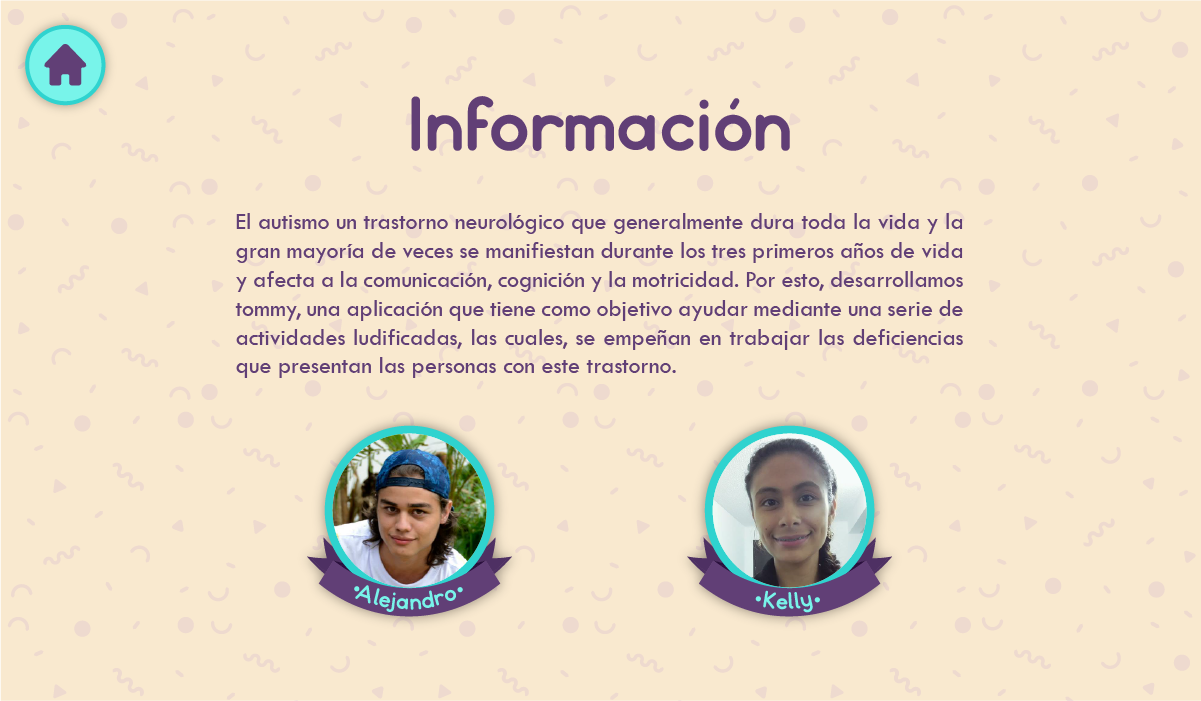 Información
El autismo un trastorno neurológico que generalmente dura toda la vida y la
gran mayoría de veces se manifiestan durante los tres primeros años de vida
y afecta a la comunicación, cognición y la motricidad. Por esto, desarrollamos
tommy, una aplicación que tiene como objetivo ayudar mediante una serie de
actividades ludificadas, las cuales, se empeñan en trabajar las deficiencias
que presentan las personas con este trastorno.
•Alejandro•
•Kelly•